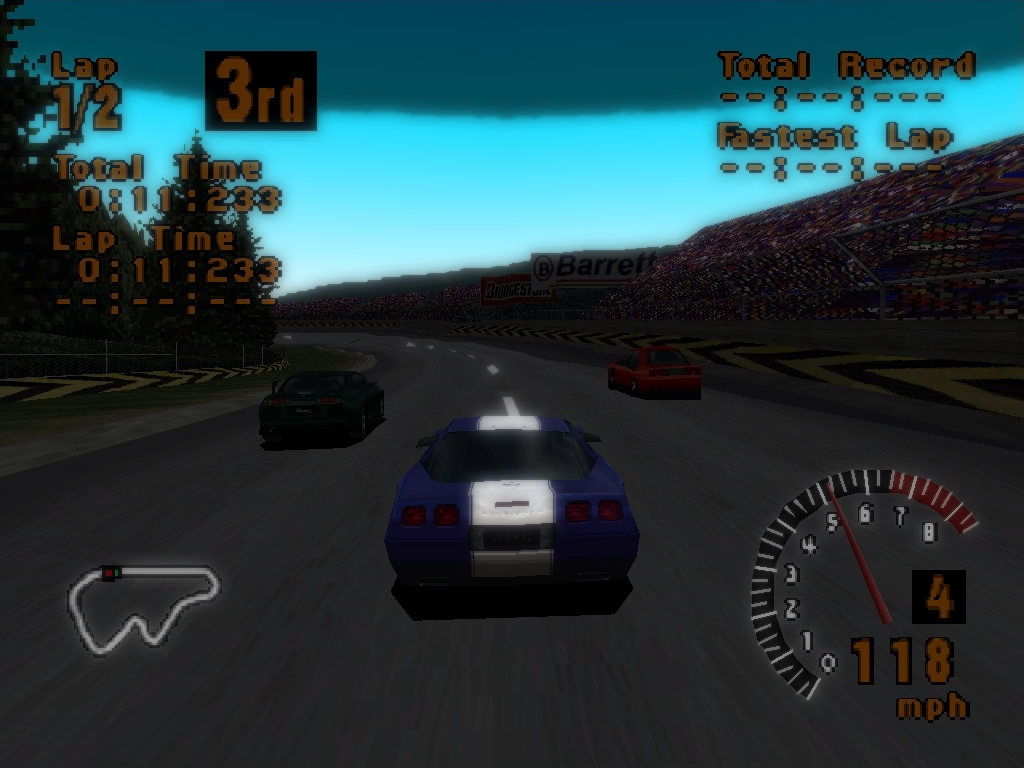 Lap
1/2
3rd
Total Time
0:11:233
Lap Time
0:11:233
--:--:---
Total Record
--:--:---
Fastest Lap
--:--:---
Barrett
BRIDGESTONE
0 1 2 3 4 5 6 7 8
4
118
mph